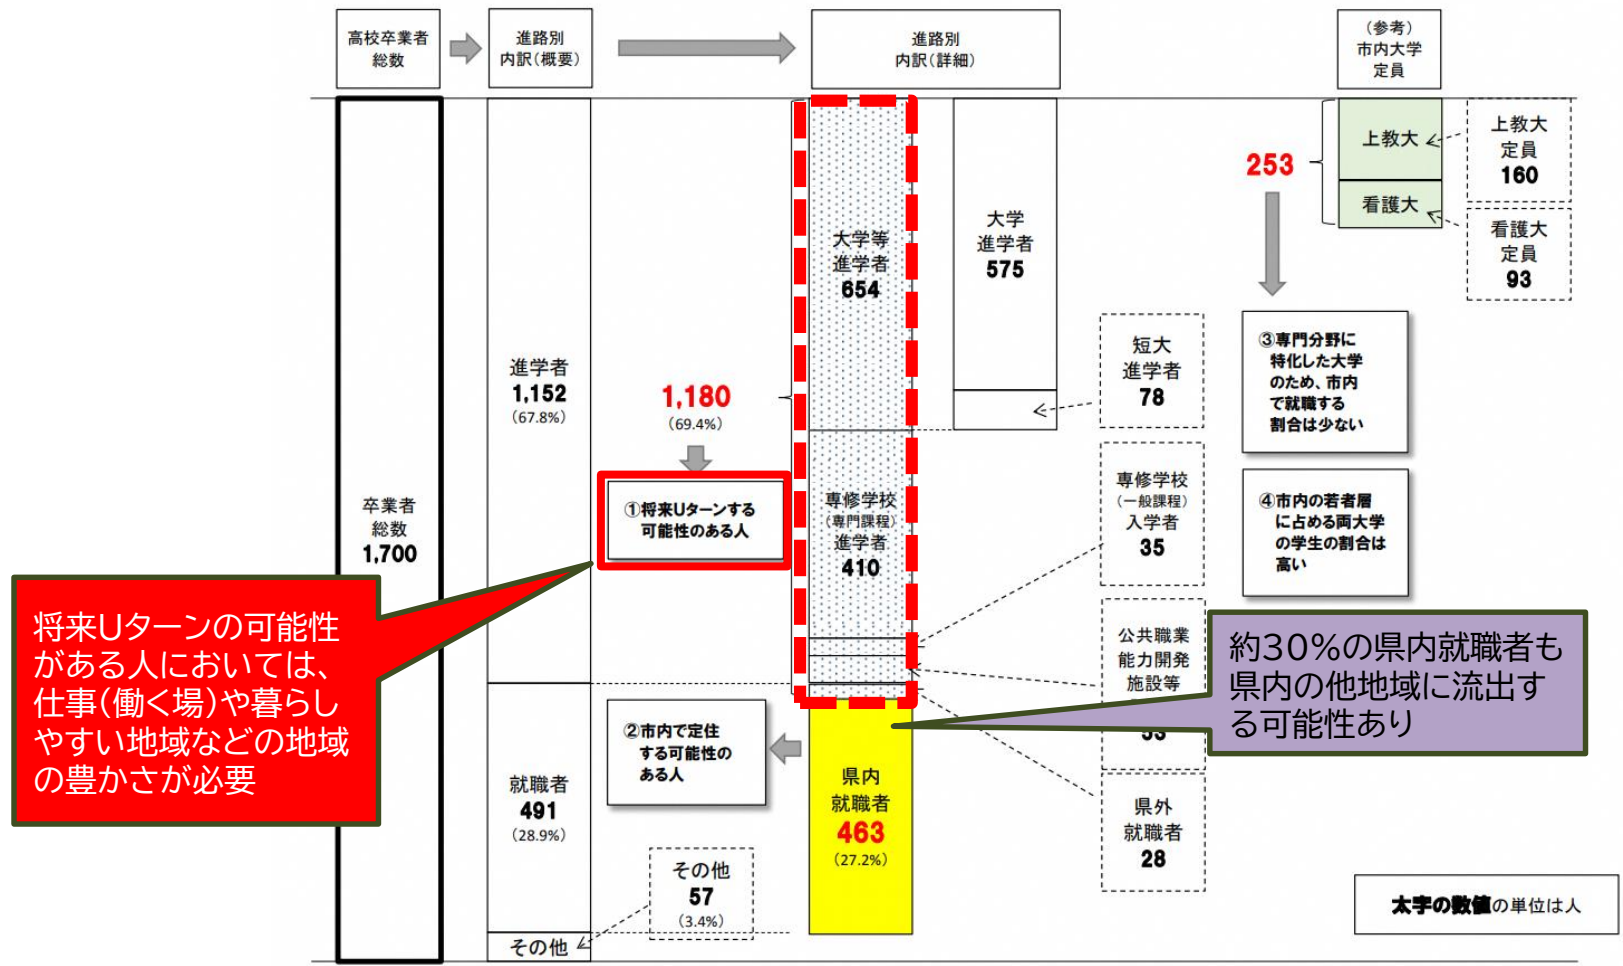 高校卒業者
総数
進路別
内訳(概要)
進路別
内訳(詳細)
(参考)
市内大学
定員
卒業者
総数
1,700
進学者
1,152
(67.8%)
就職者
491
(28.9%)
その他
その他
57
(3.4%)
1,180
(69.4%)
①将来Uターンする
可能性のある人
②市内で定住
する可能性の
ある人
大学等
進学者
654
専修学校
(専門課程)
進学者
410
県内
就職者
463
(27.2%)
大学
進学者
575
短大
進学者
78
専修学校
(一般課程)
入学者
35
公共職業
能力開発
施設等
53
県外
就職者
28
253
上教大
看護大
上教大
定員
160
看護大
定員
93
③専門分野に
特化した大学
のため、市内
で就職する
割合は少ない
④市内の若者層
に占める両大学
の学生の割合は
高い
将来Uターンの可能性
がある人においては、
仕事(働く場)や暮らし
やすい地域などの地域
の豊かさが必要
約30%の県内就職者も
県内の他地域に流出す
る可能性あり
太字の数値の単位は人